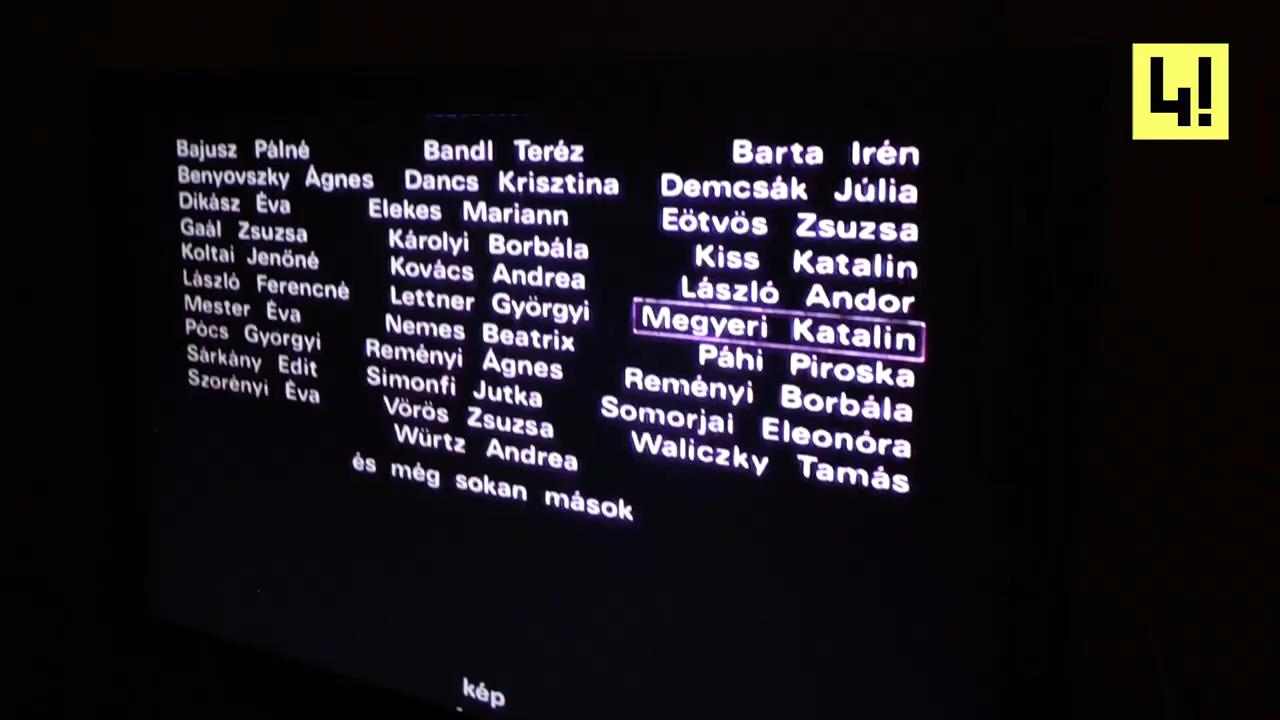 4!
Bajusz Pálné Bandl Teréz Barta Irén
Benyovszky Ágnes Dancs Krisztina Demcsák Júlia
Dikász Éva Elekes Mariann Eötvös Zsuzsa
Gaál Zsuzsa Károlyi Borbála Kiss Katalin
Koltai Jenőné Kovács Andrea László Andor
László Ferencné Lettner Györgyi Megyeri Katalin
Mester Éva Nemes Beatrix Páhi Piroska
Pócs Györgyi Reményi Ágnes Reményi Borbála
Sárkány Edit Simonfi Jutka Somorjai Eleonóra
Szorényi Éva Vörös Zsuzsa Waliczky Tamás
Würtz Andrea
és még sokan mások
kép